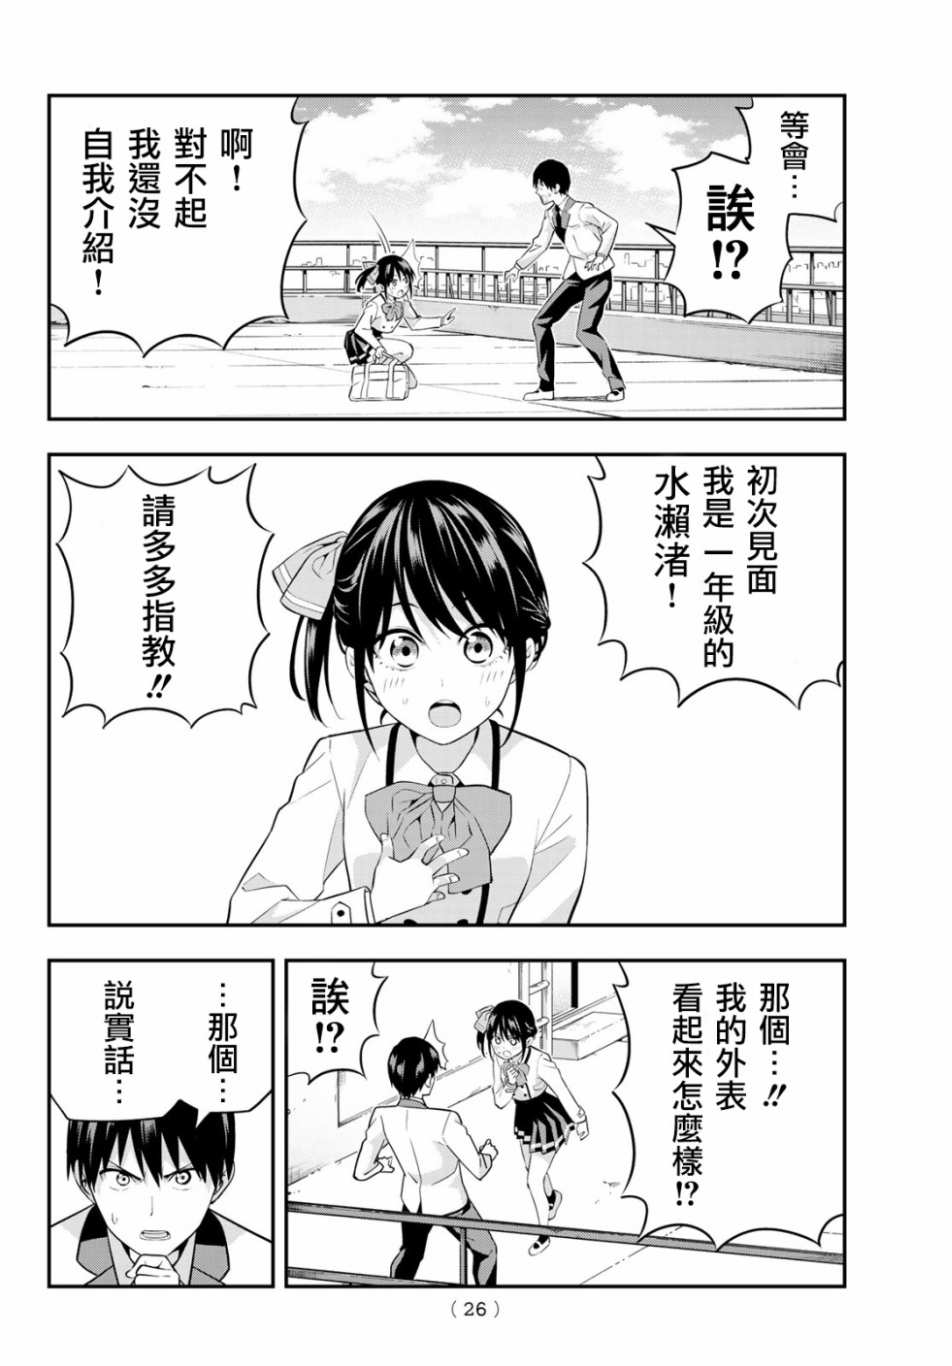 等會…
誒!?
啊！
對不起
我還沒
自我介紹！
初次見面
我是一年級的
水瀨渚！
請多多指教!!
那個…!!
我的外表
看起來怎麼樣!?
誒!?
…那個…
説實話…
（26）